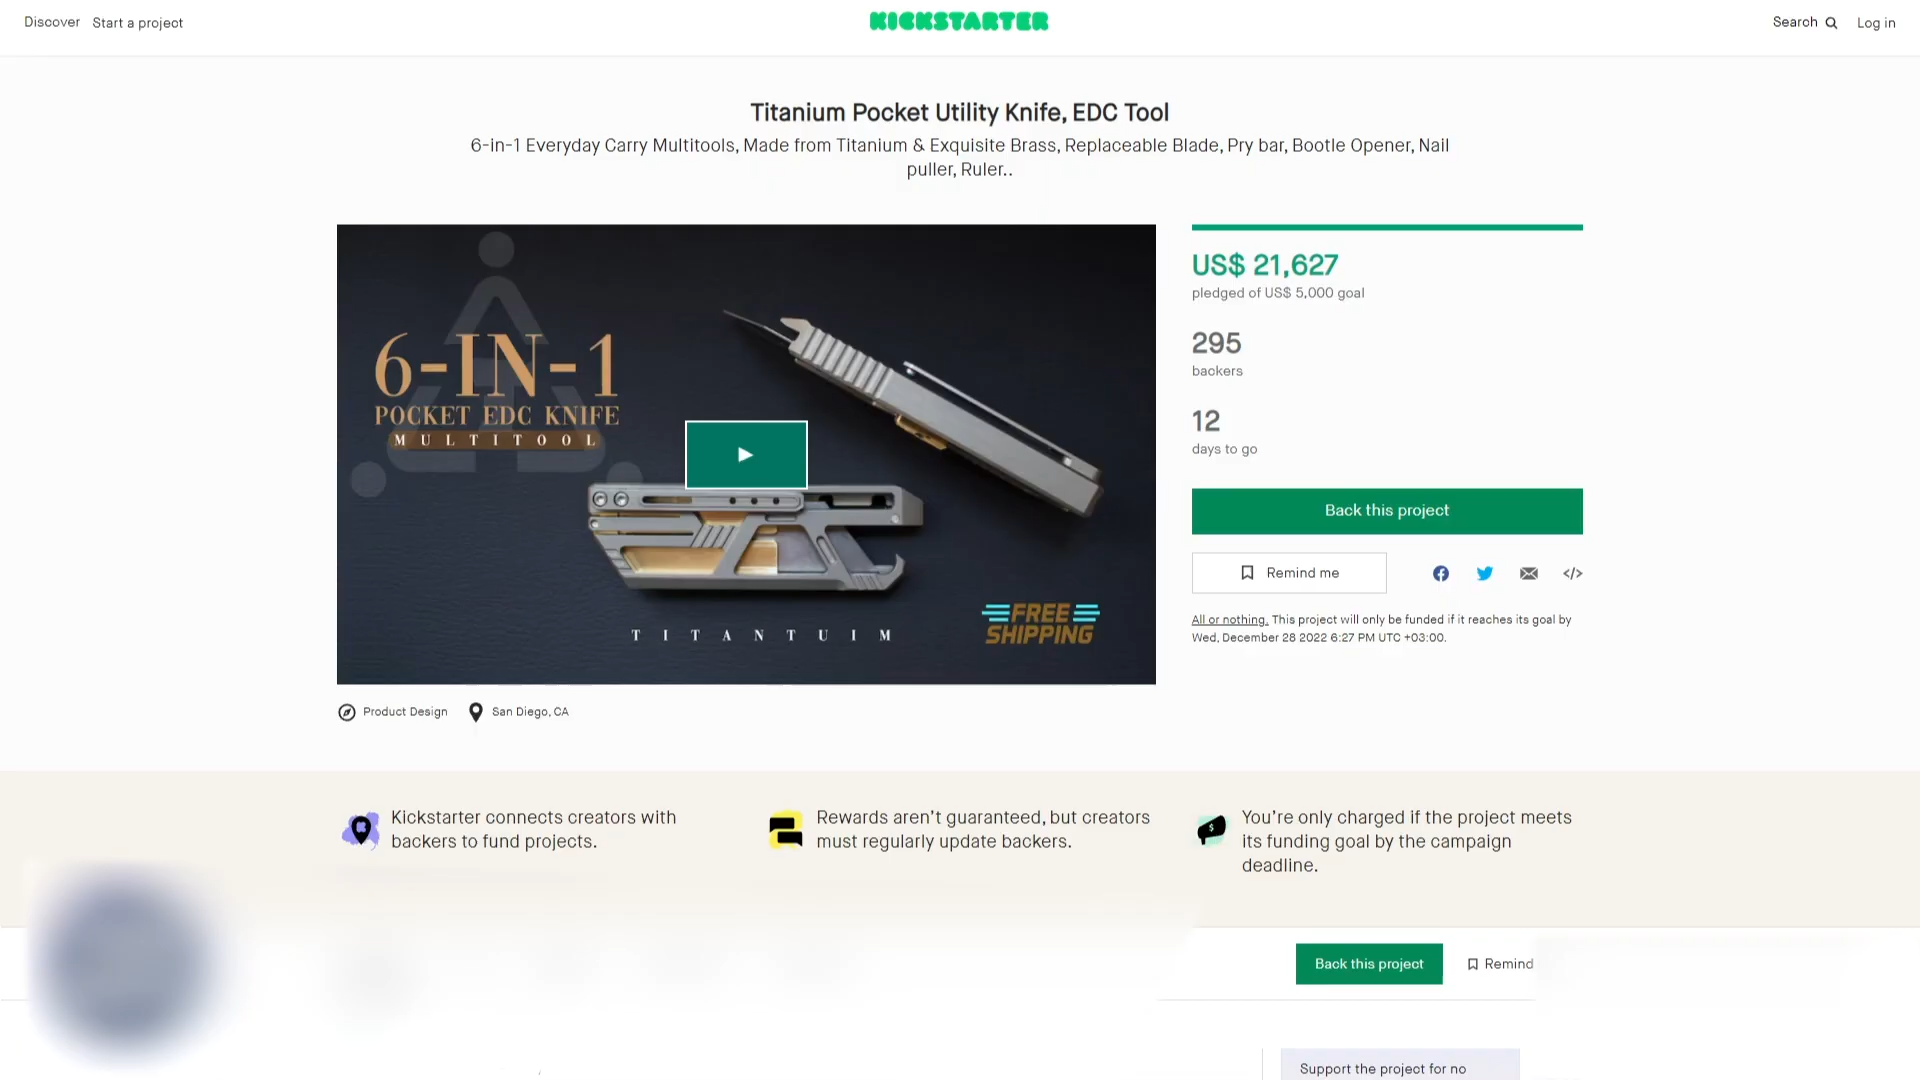 Discover Start a project KICKSTARTER Search Log in
Titanium Pocket Utility Knife, EDC Tool
6-in-1 Everyday Carry Multitools, Made from Titanium & Exquisite Brass, Replaceable Blade, Pry bar, Bootle Opener, Nail
puller, Ruler..
6-IN-1
POCKET EDC KNIFE
MULTITOOL
TITANTUIM
FREE
SHIPPING
US$ 21,627
pledged of US$ 5,000 goal
295
backers
12
days to go
Back this project
Remind me
All or nothing. This project will only be funded if it reaches its goal by
Wed, December 28 2022 6:27 PM UTC +03:00.
Product Design San Diego, CA
Kickstarter connects creators with
backers to fund projects.
Rewards aren't guaranteed, but creators
must regularly update backers.
You're only charged if the project meets
its funding goal by the campaign
deadline.
Back this project Remind
Support the project for no